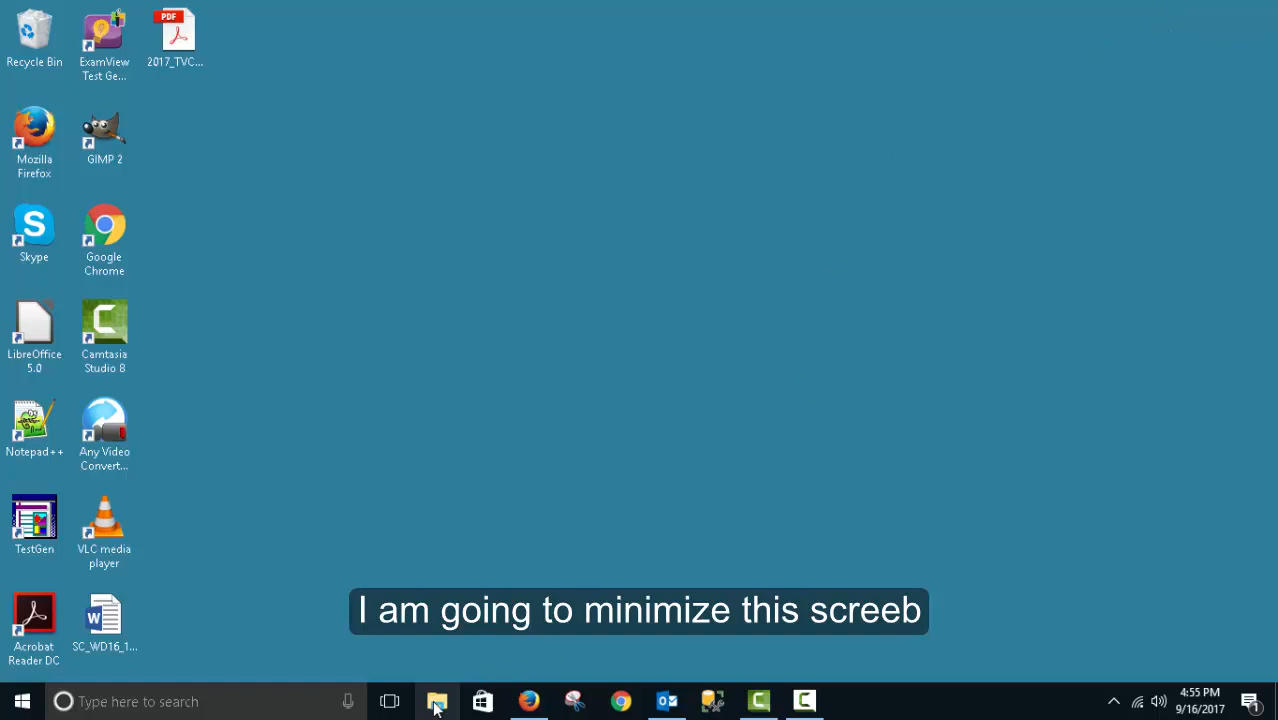 Recycle Bin
ExamView
Test Ge...
PDF
2017_TVC...
Mozilla
Firefox
GIMP 2
S
Skype
Google
Chrome
LibreOffice
5.0
C
Camtasia
Studio 8
Notepad++
Any Video
Convert...
TestGen
VLC media
player
Acrobat
Reader DC
W
SC_WD16_1...
I am going to minimize this screeb
Type here to search
4:55 PM
9/16/2017
1